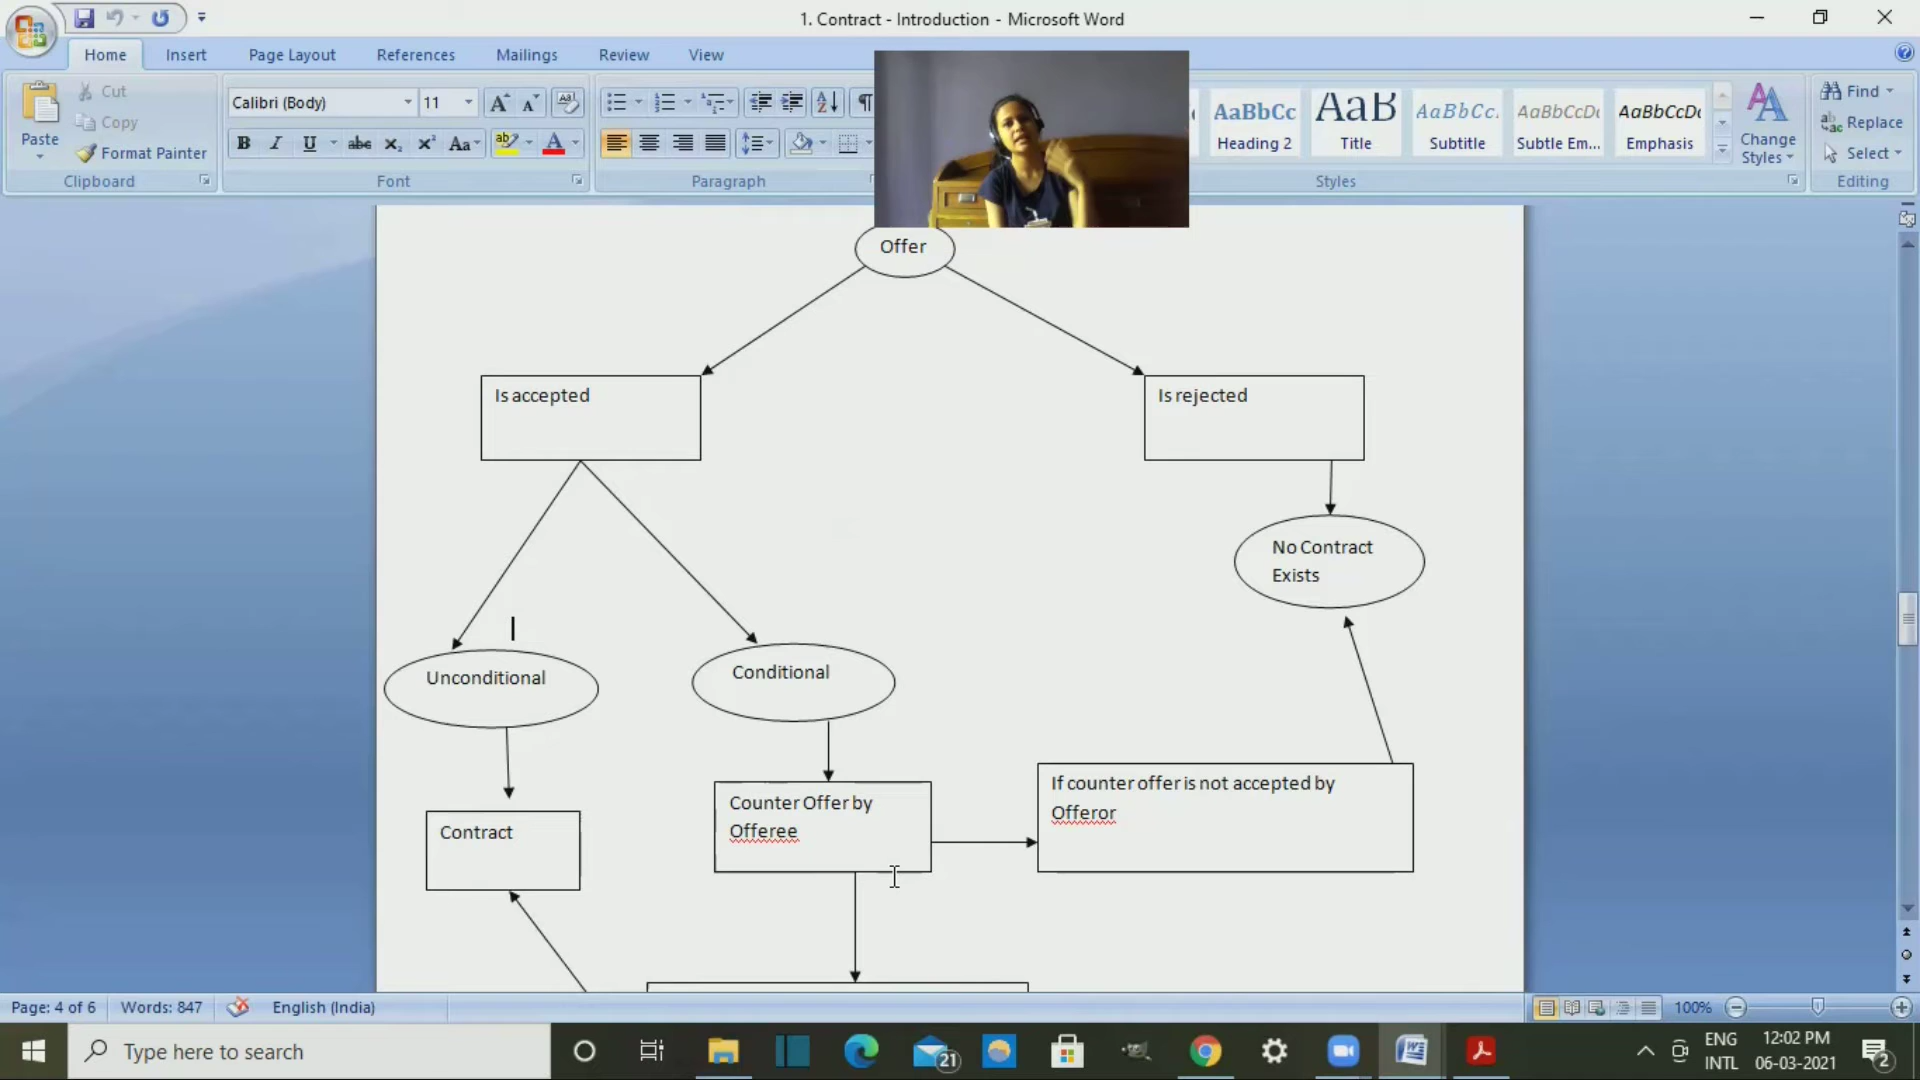 1. Contract - Introduction - Microsoft Word
Home Insert Page Layout References Mailings Review View
Paste
Cut
Copy
Format Painter
Clipboard
Calibri (Body) 11
Font
Paragraph
AaBbCc AaB AaBbCc. AaBbCcDc AaBbCcDc
Heading 2 Title Subtitle Subtle Em... Emphasis
Change Styles
Styles
Find
Replace
Select
Editing
Offer
Is accepted
Is rejected
No Contract
Exists
Unconditional
Conditional
Contract
Counter Offer by
Offeree
If counter offer is not accepted by
Offeror
Page: 4 of 6 Words: 847 English (India) 100%
Type here to search
21
ENG
INTL
12:02 PM
06-03-2021
2